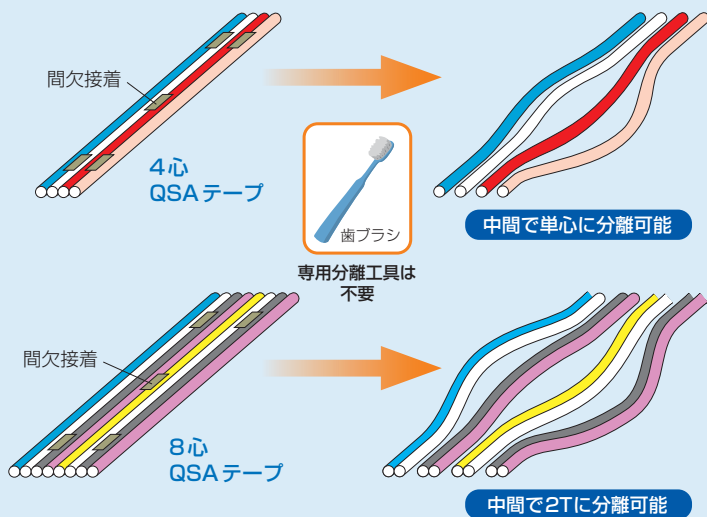 間欠接着
4心
QSAテープ
歯ブラシ
専用分離工具は
不要
中間で単心に分離可能
間欠接着
8心
QSAテープ
中間で2Tに分離可能